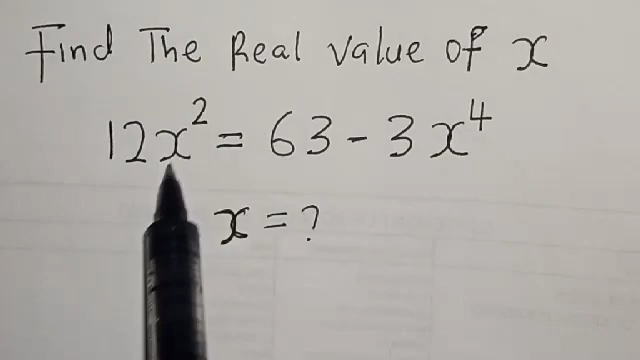 Find The Real Value of x
12x² = 63 - 3x⁴
x = ?